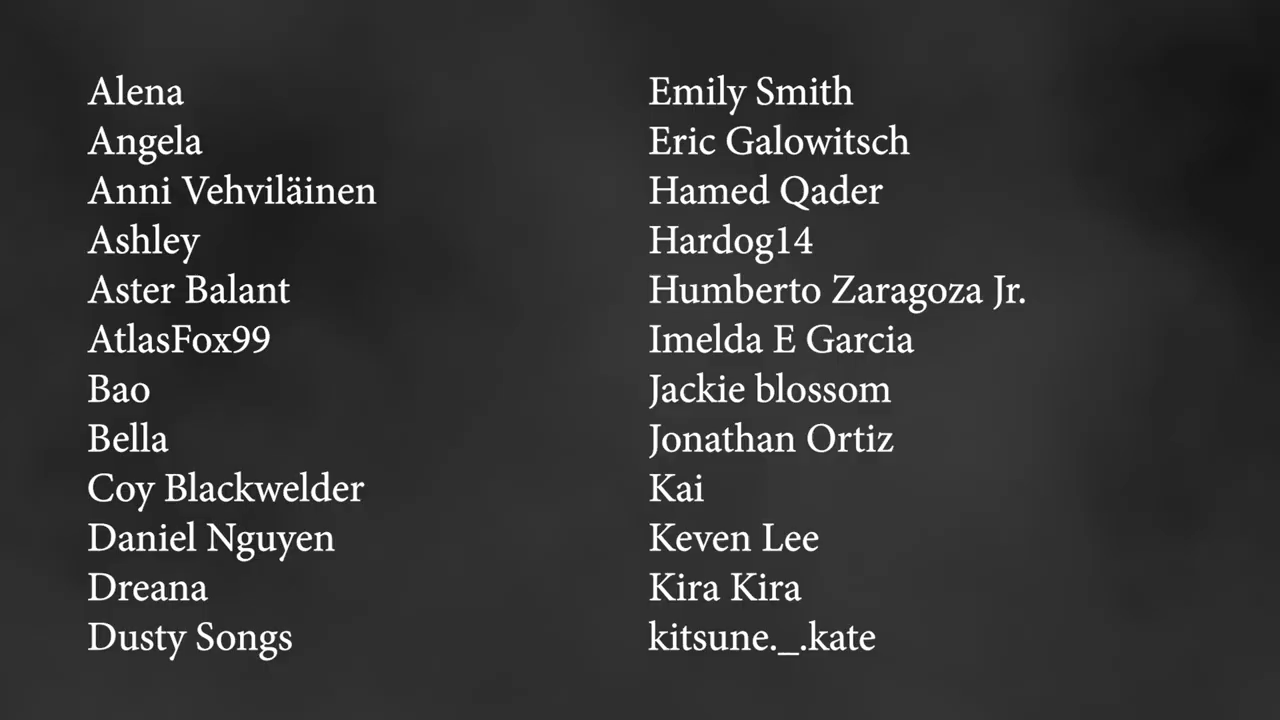 Alena
Angela
Anni Vehviläinen
Ashley
Aster Balant
AtlasFox99
Bao
Bella
Coy Blackwelder
Daniel Nguyen
Dreana
Dusty Songs
Emily Smith
Eric Galowitsch
Hamed Qader
Hardog14
Humberto Zaragoza Jr.
Imelda E Garcia
Jackie blossom
Jonathan Ortiz
Kai
Keven Lee
Kira Kira
kitsune._.kate